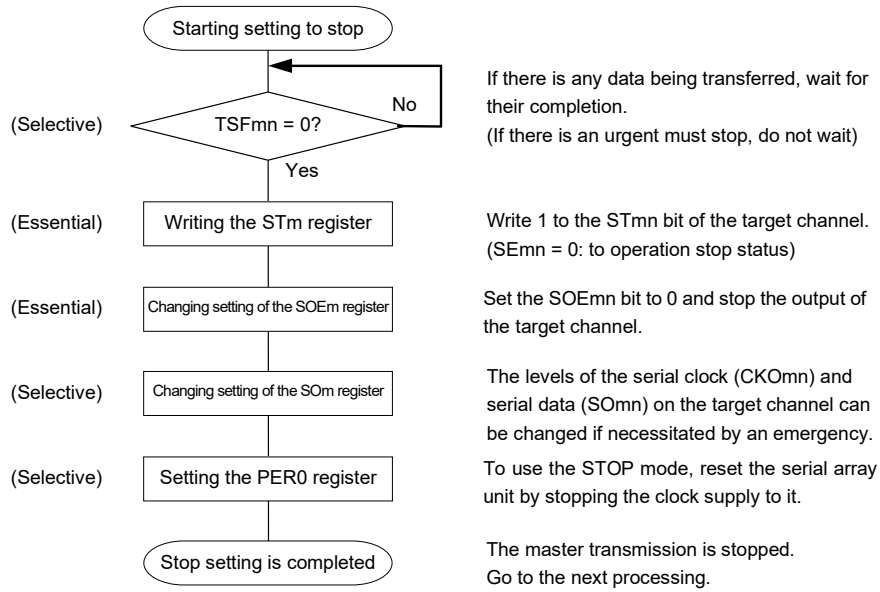 Starting setting to stop
No
If there is any data being transferred, wait for
their completion.
(If there is an urgent must stop, do not wait)
(Selective)
TSFmn = 0?
Yes
(Essential)
Writing the STm register
Write 1 to the STmn bit of the target channel.
(SEmn = 0: to operation stop status)
(Essential)
Changing setting of the SOEm register
Set the SOEmn bit to 0 and stop the output of
the target channel.
(Selective)
Changing setting of the SOm register
The levels of the serial clock (CKOmn) and
serial data (SOmn) on the target channel can
be changed if necessitated by an emergency.
(Selective)
Setting the PER0 register
To use the STOP mode, reset the serial array
unit by stopping the clock supply to it.
Stop setting is completed
The master transmission is stopped.
Go to the next processing.